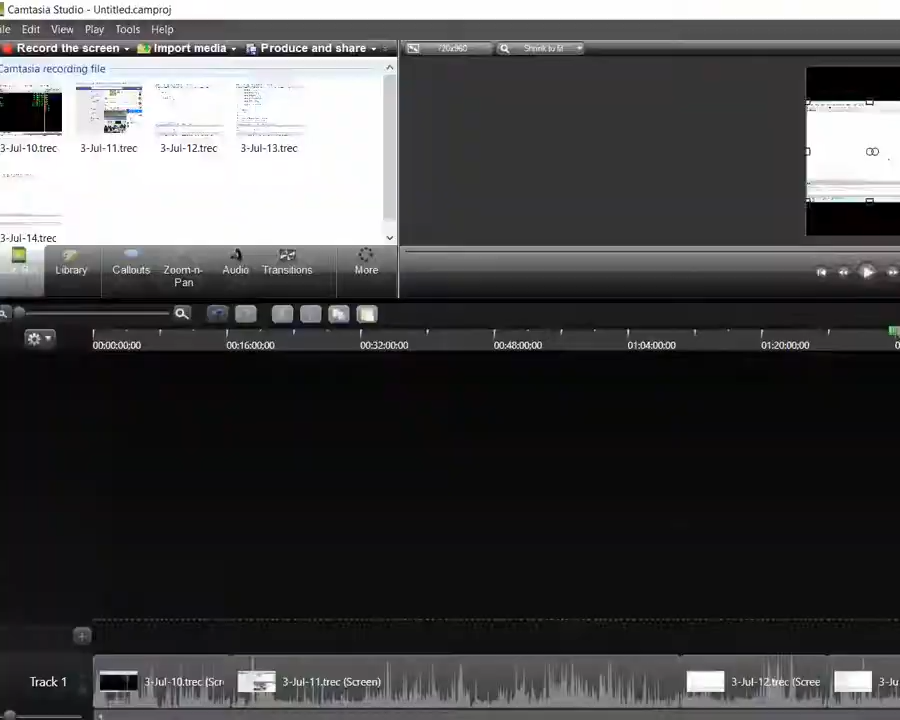 Camtasia Studio - Untitled.camproj
ile Edit View Play Tools Help
Record the screen Import media Produce and share
720x960 Shrink to fit
Camtasia recording file
3-Jul-10.trec 3-Jul-11.trec 3-Jul-12.trec 3-Jul-13.trec
3-Jul-14.trec
Library Callouts Zoom-n-Pan Audio Transitions More
00:00:00;00 00:16:00;00 00:32:00;00 00:48:00;00 01:04:00;00 01:20:00;00 0
Track 1 3-Jul-10.trec (Scr 3-Jul-11.trec (Screen) 3-Jul-12.trec (Scree 3-Ju